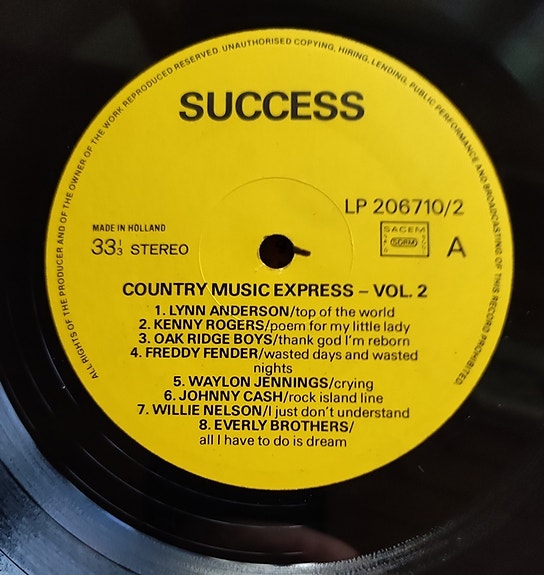 ALL RIGHTS OF THE PRODUCER AND OF THE OWNER OF THE WORK REPRODUCED RESERVED. UNAUTHORISED COPYING, HIRING, LENDING, PUBLIC PERFORMANCE AND BROADCASTING OF THIS RECORD PROHIBITED
SUCCESS
LP 206710/2
MADE IN HOLLAND
33⅓ STEREO
SACEM
SDRM
A
COUNTRY MUSIC EXPRESS – VOL. 2
1. LYNN ANDERSON/top of the world
2. KENNY ROGERS/poem for my little lady
3. OAK RIDGE BOYS/thank god I'm reborn
4. FREDDY FENDER/wasted days and wasted
nights
5. WAYLON JENNINGS/crying
6. JOHNNY CASH/rock island line
7. WILLIE NELSON/I just don't understand
8. EVERLY BROTHERS/
all I have to do is dream